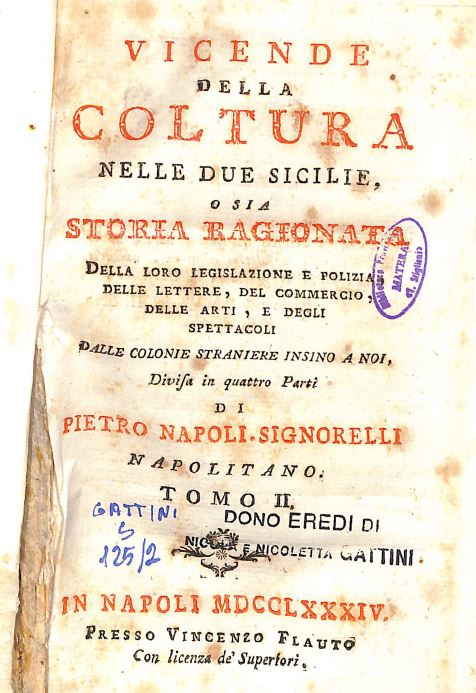 VICENDE
DELLA
COLTURA
NELLE DUE SICILIE,
O SIA
STORIA RAGIONATA
DELLA LORO LEGISLAZIONE E POLIZIA,
DELLE LETTERE, DEL COMMERCIO,
DELLE ARTI, E DEGLI
SPETTACOLI
DALLE COLONIE STRANIERE INSINO A NOI,
Divisa in quattro Parti
DI
PIETRO NAPOLI-SIGNORELLI
NAPOLITANO.
TOMO II.
GATTINI
S
125/2
DONO EREDI DI
NICOLA E NICOLETTA GATTINI
IN NAPOLI MDCCLXXXIV.
PRESSO VINCENZO FLAUTO
Con licenza de' Superiori.
MATERA
"T. Stigliani"